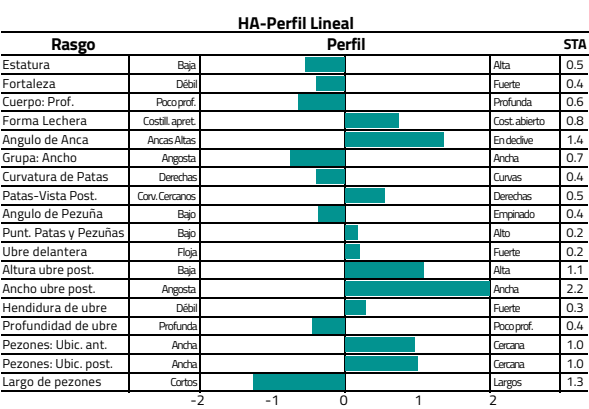 HA-Perfil Lineal
Rasgo Perfil STA
Estatura Baja Alta 0.5
Fortaleza Débil Fuerte 0.4
Cuerpo: Prof. Poco prof. Profunda 0.6
Forma Lechera Costill. apret. Cost. abierto 0.8
Angulo de Anca Ancas Altas En declive 1.4
Grupa: Ancho Angosta Ancha 0.7
Curvatura de Patas Derechas Curvas 0.4
Patas-Vista Post. Corv. Cercanos Derechas 0.5
Angulo de Pezuña Bajo Empinado 0.4
Punt. Patas y Pezuñas Bajo Alto 0.2
Ubre delantera Floja Fuerte 0.2
Altura ubre post. Baja Alta 1.1
Ancho ubre post. Angosta Ancha 2.2
Hendidura de ubre Débil Fuerte 0.3
Profundidad de ubre Profunda Poco prof. 0.4
Pezones: Ubic. ant. Ancha Cercana 1.0
Pezones: Ubic. post. Ancha Cercana 1.0
Largo de pezones Cortos Largos 1.3
-2 -1 0 1 2